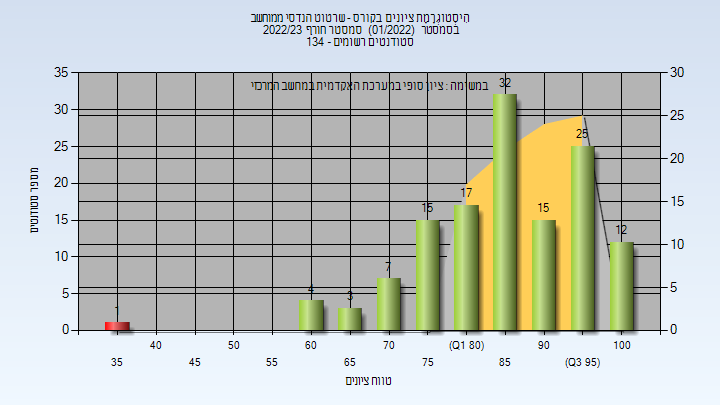 היסטוגרמת ציונים בקורס - שרטוט הנדסי ממוחשב
בסמסטר (01/2022) סמסטר חורף 2022/23
סטודנטים רשומים - 134
במשימה : ציון סופי במערכת האקדמית במחשב המרכזי
מספר סטודנטים
35 30 25 20 15 10 5 0
30 25 20 15 10 5 0
1 4 3 7 15 17 32 15 25 12
40 50 60 70 (Q1 80) 90 100
35 45 55 65 75 85 (Q3 95)
טווח ציונים